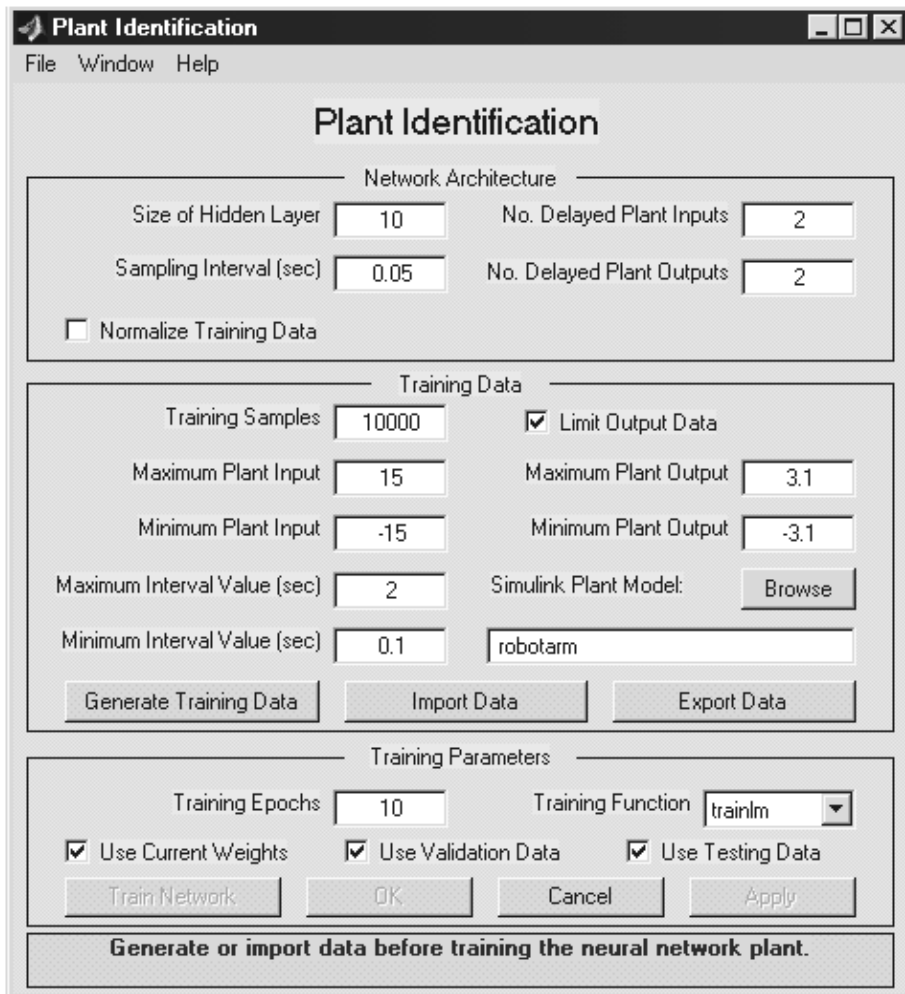 Plant Identification
File Window Help
Plant Identification
Network Architecture
Size of Hidden Layer 10 No. Delayed Plant Inputs 2
Sampling Interval (sec) 0.05 No. Delayed Plant Outputs 2
Normalize Training Data
Training Data
Training Samples 10000 Limit Output Data
Maximum Plant Input 15 Maximum Plant Output 3.1
Minimum Plant Input -15 Minimum Plant Output -3.1
Maximum Interval Value (sec) 2 Simulink Plant Model: Browse
Minimum Interval Value (sec) 0.1 robotarm
Generate Training Data Import Data Export Data
Training Parameters
Training Epochs 10 Training Function trainlm
Use Current Weights Use Validation Data Use Testing Data
Train Network OK Cancel Apply
Generate or import data before training the neural network plant.